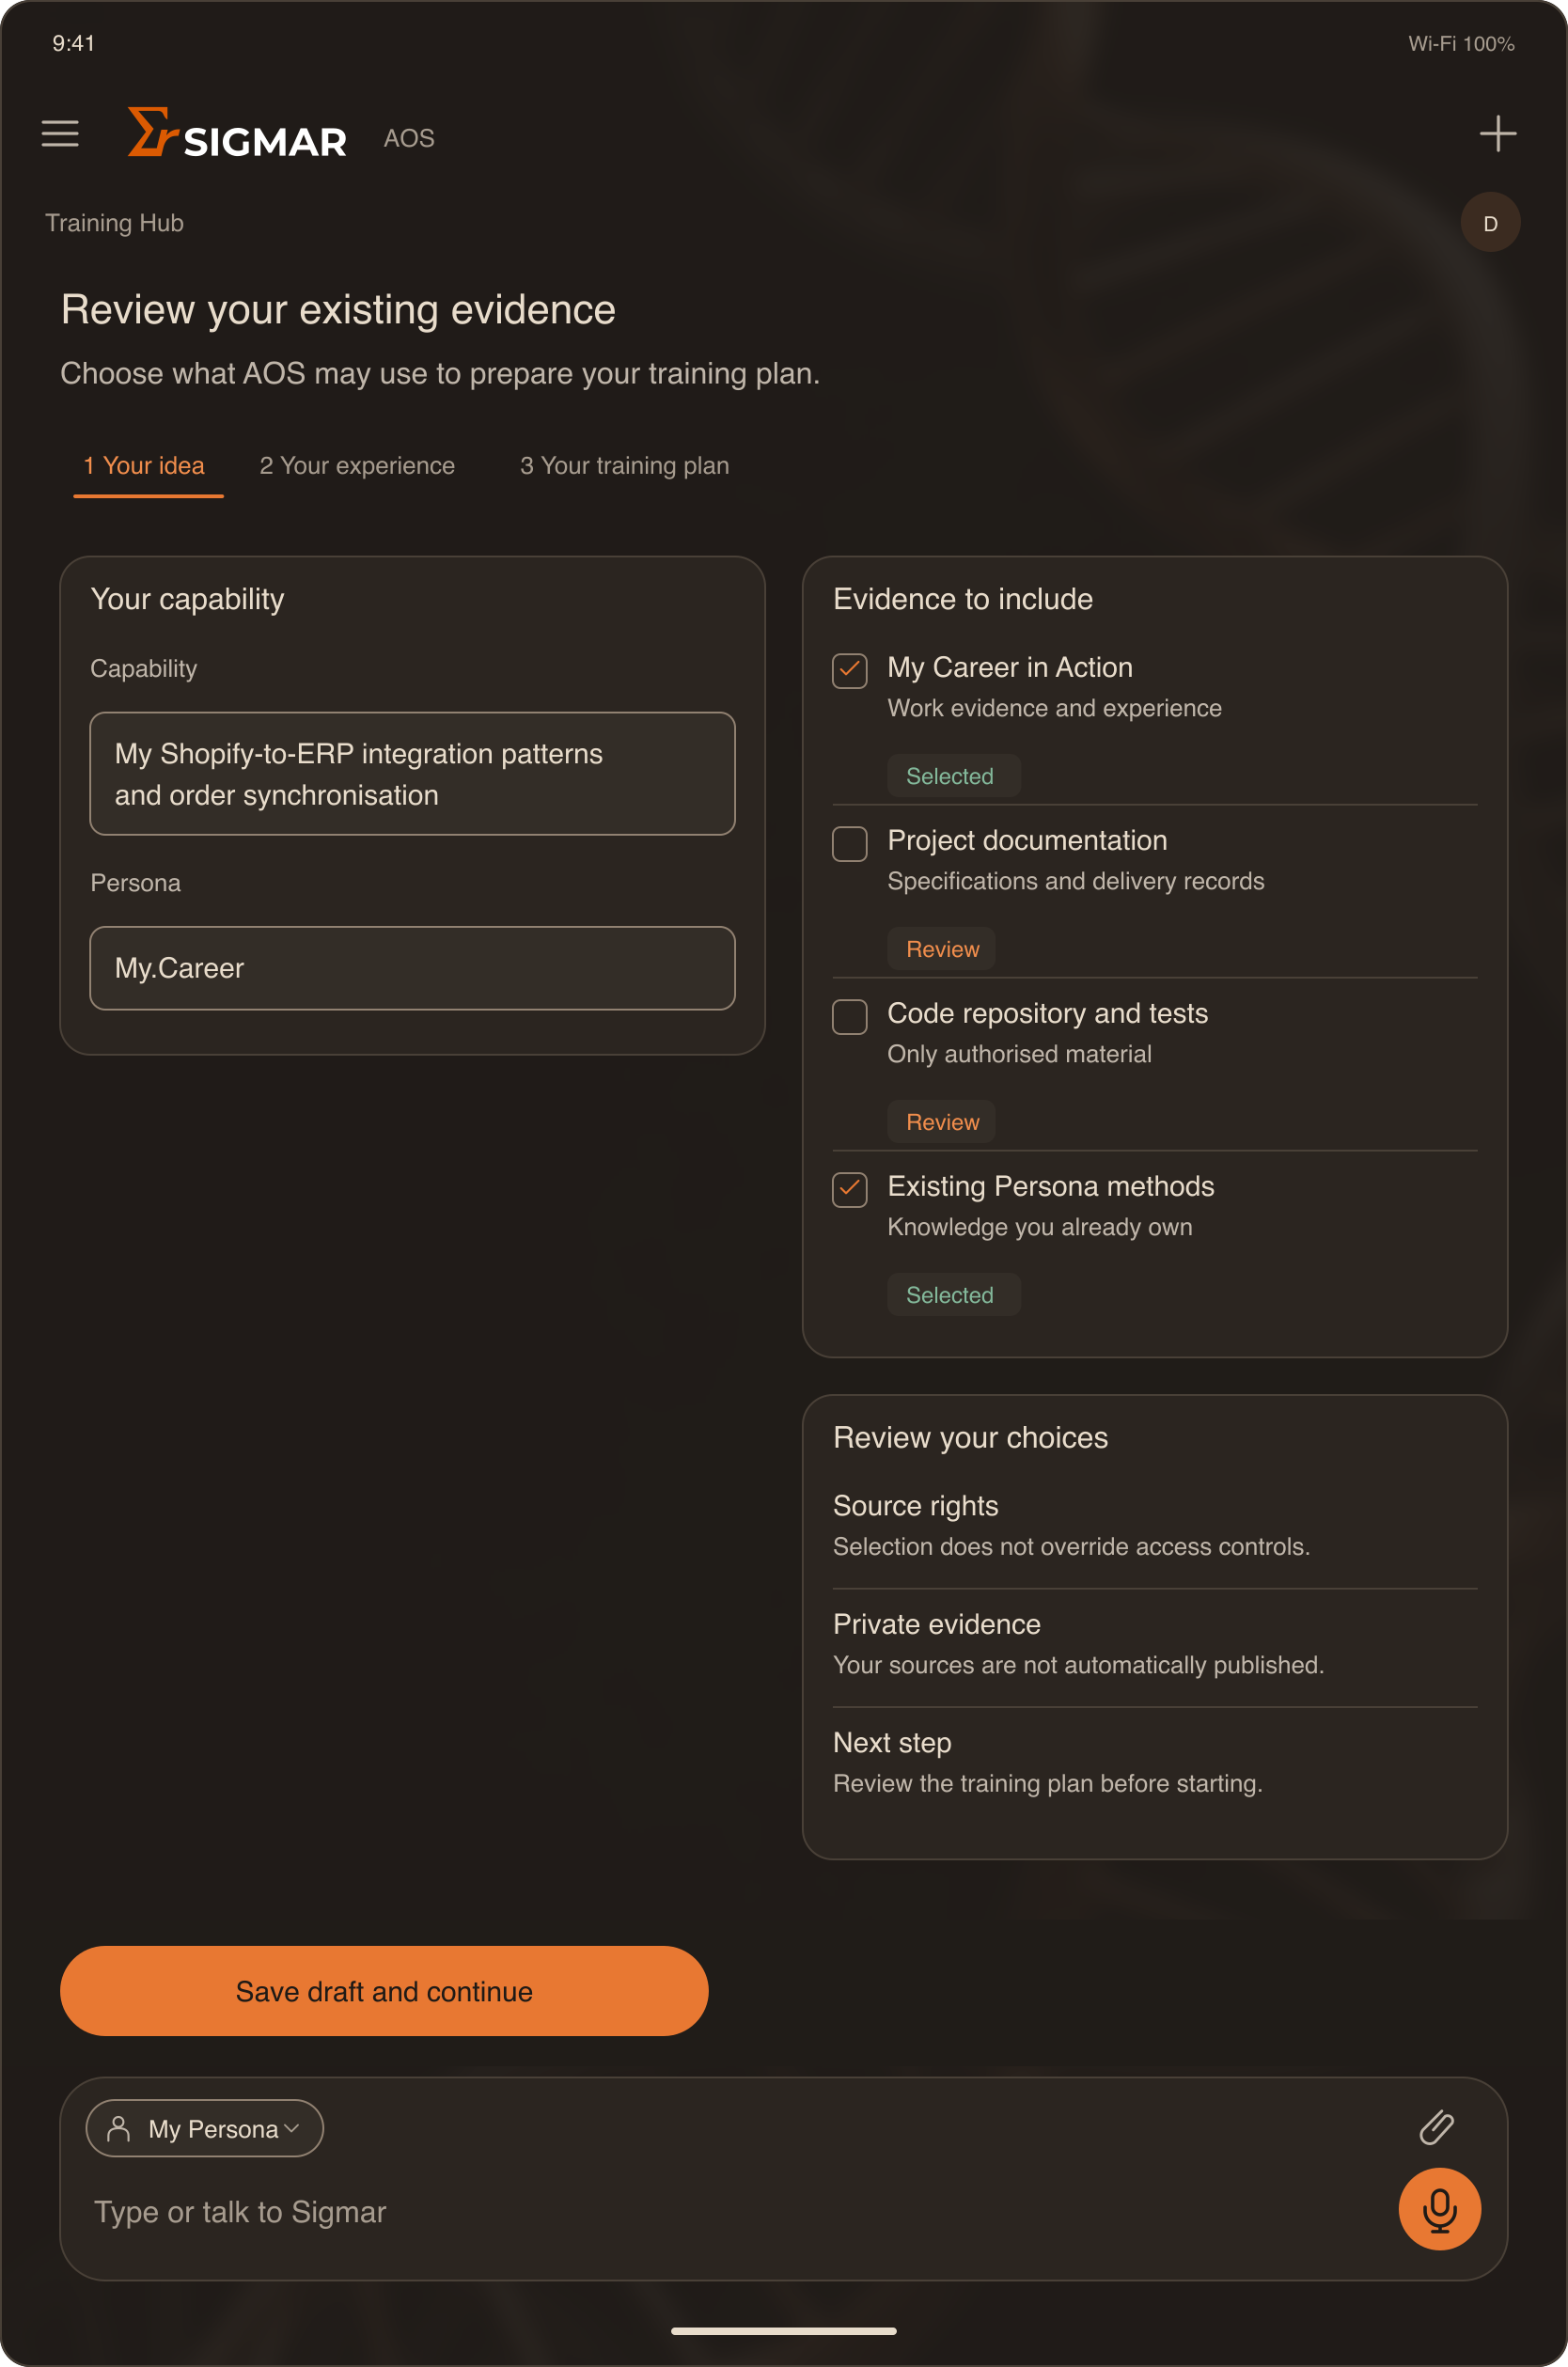 9:41
Wi-Fi 100%
Σr SIGMAR AOS
Training Hub
D
Review your existing evidence
Choose what AOS may use to prepare your training plan.
1 Your idea
2 Your experience
3 Your training plan
Your capability
Capability
My Shopify-to-ERP integration patterns
and order synchronisation
Persona
My.Career
Evidence to include
My Career in Action
Work evidence and experience
Selected
Project documentation
Specifications and delivery records
Review
Code repository and tests
Only authorised material
Review
Existing Persona methods
Knowledge you already own
Selected
Review your choices
Source rights
Selection does not override access controls.
Private evidence
Your sources are not automatically published.
Next step
Review the training plan before starting.
Save draft and continue
My Persona
Type or talk to Sigmar